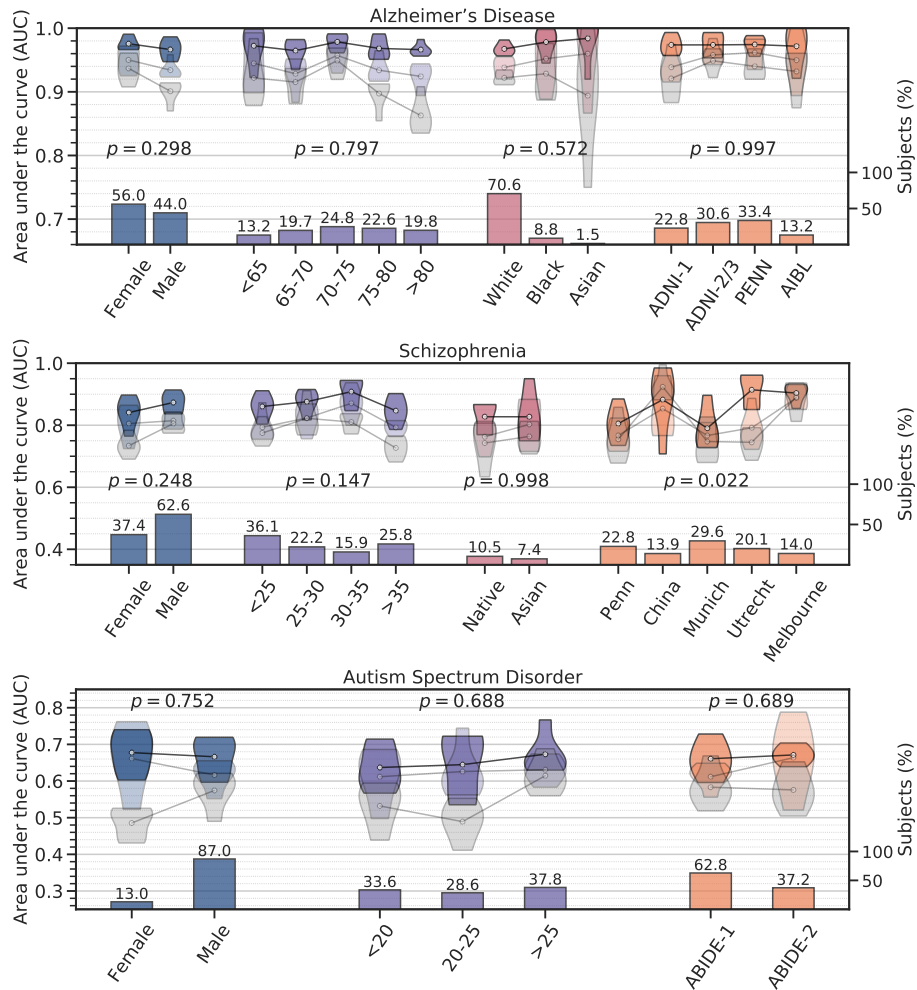 Alzheimer’s Disease
Area under the curve (AUC)
1.0
0.9
0.8
0.7
p = 0.298
p = 0.797
p = 0.572
p = 0.997
56.0
44.0
13.2
19.7
24.8
22.6
19.8
70.6
8.8
1.5
22.8
30.6
33.4
13.2
100
50
Subjects (%)
Female
Male
<65
65-70
70-75
75-80
>80
White
Black
Asian
ADNI-1
ADNI-2/3
PENN
AIBL
Schizophrenia
Area under the curve (AUC)
1.0
0.8
0.6
0.4
p = 0.248
p = 0.147
p = 0.998
p = 0.022
37.4
62.6
36.1
22.2
15.9
25.8
10.5
7.4
22.8
13.9
29.6
20.1
14.0
100
50
Subjects (%)
Female
Male
<25
25-30
30-35
>35
Native
Asian
Penn
China
Munich
Utrecht
Melbourne
Autism Spectrum Disorder
Area under the curve (AUC)
0.8
0.7
0.6
0.5
0.4
0.3
p = 0.752
p = 0.688
p = 0.689
13.0
87.0
33.6
28.6
37.8
62.8
37.2
100
50
Subjects (%)
Female
Male
<20
20-25
>25
ABIDE-1
ABIDE-2